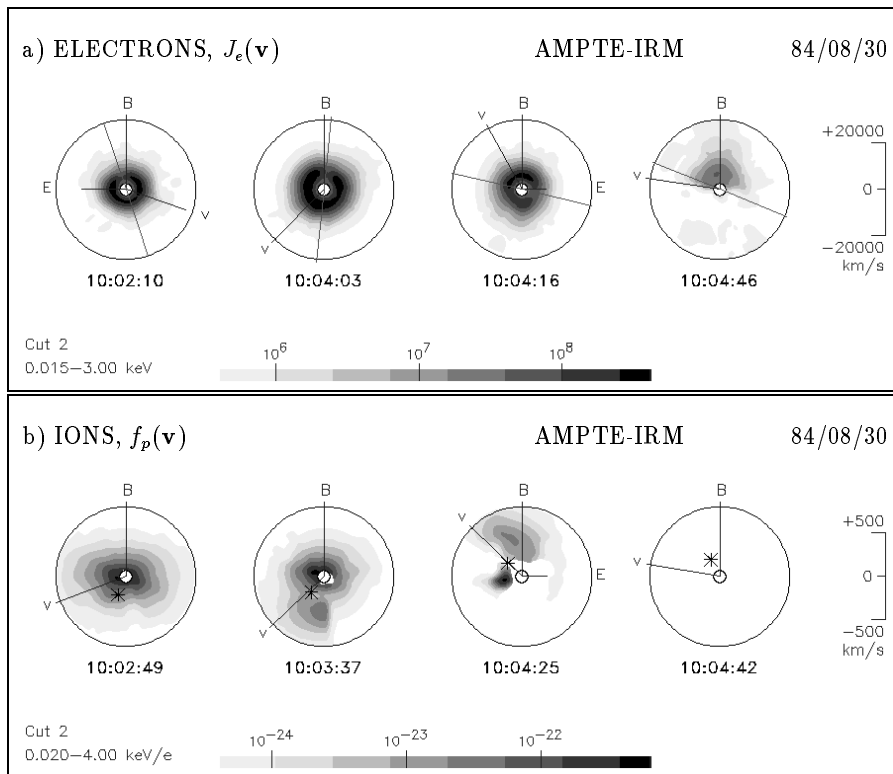 a) ELECTRONS, J_e(v) AMPTE-IRM 84/08/30
B B B B
E v
v
v E
v
+20000
0
−20000
km/s
10:02:10 10:04:03 10:04:16 10:04:46
Cut 2
0.015−3.00 keV
10^6 10^7 10^8
b) IONS, f_p(v) AMPTE-IRM 84/08/30
B B B B
v
v
v E
v
+500
0
−500
km/s
10:02:49 10:03:37 10:04:25 10:04:42
Cut 2
0.020−4.00 keV/e
10^−24 10^−23 10^−22